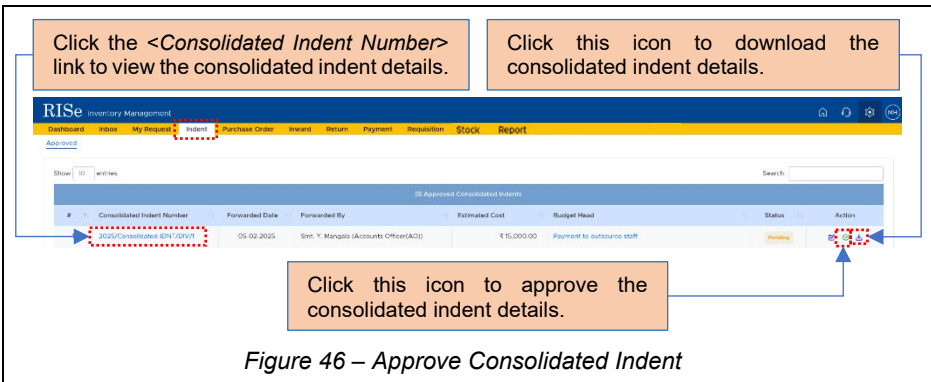 Click the <Consolidated Indent Number>
link to view the consolidated indent details.
Click this icon to download the
consolidated indent details.
RISe Inventory Management
MH
Dashboard Inbox My Request Indent Purchase Order Inward Return Payment Requisition Stock Report
Approved
Show 10 entries
Search:
Approved Consolidated Indents
# Consolidated Indent Number Forwarded Date Forwarded By Estimated Cost Budget Head Status Action
2025/Consolidated IDNT/DIV/1 05-02-2025 Smt. Y. Mangala (Accounts Officer(AO)) ₹ 15,000.00 Payment to outsource staff Pending
Click this icon to approve the
consolidated indent details.
Figure 46 – Approve Consolidated Indent